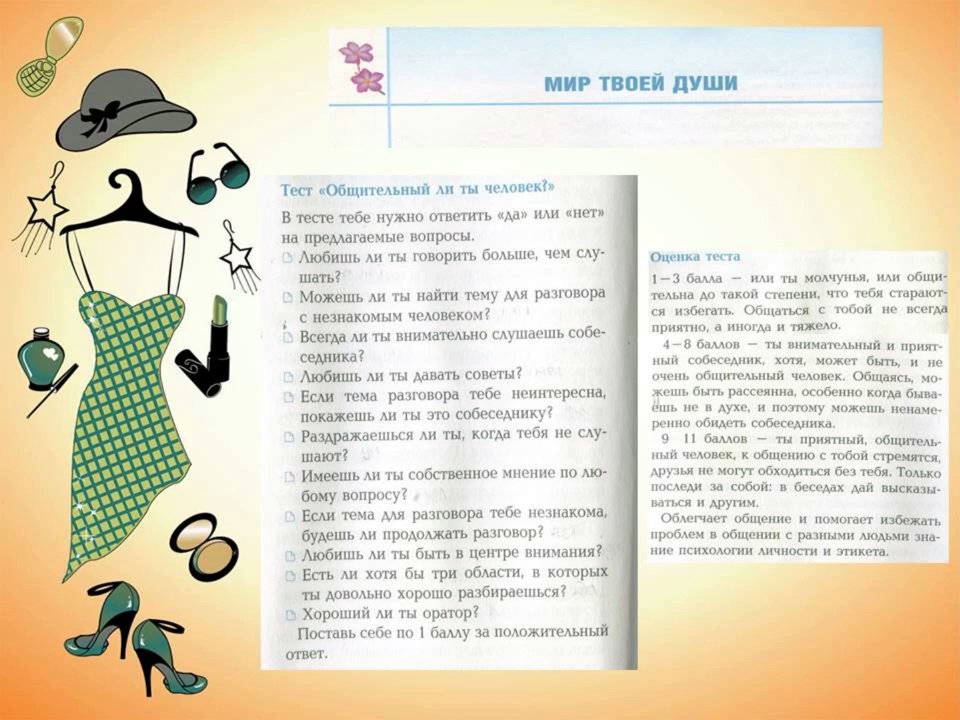 МИР ТВОЕЙ ДУШИ
Тест «Общительный ли ты человек?»
В тесте тебе нужно ответить «да» или «нет»
на предлагаемые вопросы.
Любишь ли ты говорить больше, чем слу-
шать?
Можешь ли ты найти тему для разговора
с незнакомым человеком?
Всегда ли ты внимательно слушаешь собе-
седника?
Любишь ли ты давать советы?
Если тема разговора тебе неинтересна,
покажешь ли ты это собеседнику?
Раздражаешься ли ты, когда тебя не слу-
шают?
Имеешь ли ты собственное мнение по лю-
бому вопросу?
Если тема для разговора тебе незнакома,
будешь ли продолжать разговор?
Любишь ли ты быть в центре внимания?
Есть ли хотя бы три области, в которых
ты довольно хорошо разбираешься?
Хороший ли ты оратор?
Поставь себе по 1 баллу за положительный
ответ.
Оценка теста
1—3 балла — или ты молчунья, или общи-
тельна до такой степени, что тебя старают-
ся избегать. Общаться с тобой не всегда
приятно, а иногда и тяжело.
4—8 баллов — ты внимательный и прият-
ный собеседник, хотя, может быть, и не
очень общительный человек. Общаясь, мо-
жешь быть рассеянна, особенно когда быва-
ешь не в духе, и поэтому можешь ненаме-
ренно обидеть собеседника.
9 11 баллов — ты приятный, общитель-
ный человек, к общению с тобой стремятся,
друзья не могут обходиться без тебя. Только
последи за собой: в беседах дай высказы-
ваться и другим.
Облегчает общение и помогает избежать
проблем в общении с разными людьми зна-
ние психологии личности и этикета.